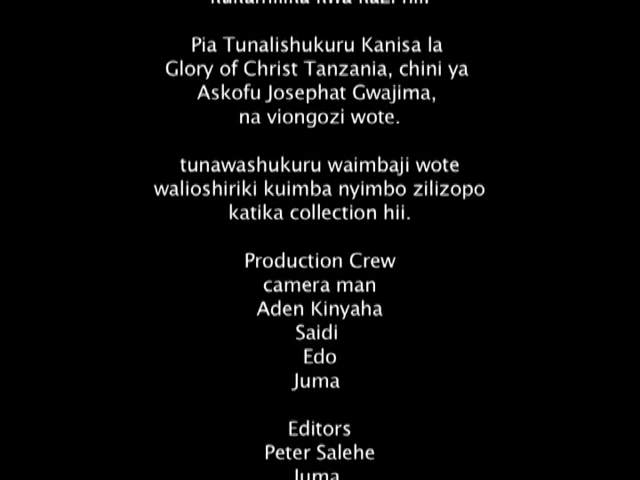 Pia Tunalishukuru Kanisa la
Glory of Christ Tanzania, chini ya
Askofu Josephat Gwajima,
na viongozi wote.
tunawashukuru waimbaji wote
walioshiriki kuimba nyimbo zilizopo
katika collection hii.
Production Crew
camera man
Aden Kinyaha
Saidi
Edo
Juma
Editors
Peter Salehe
Juma